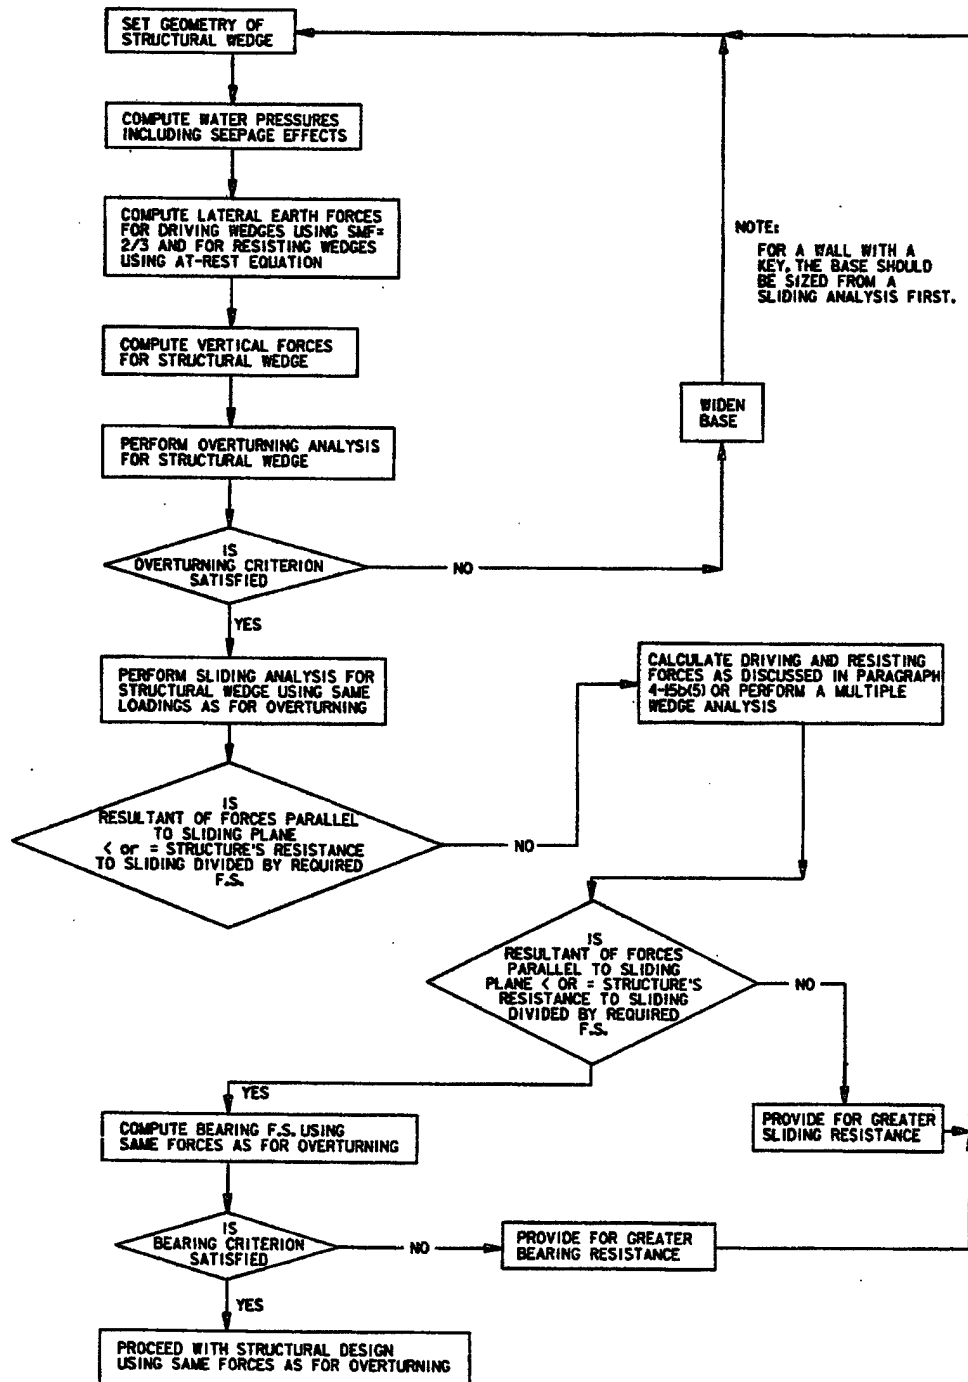 SET GEOMETRY OF
STRUCTURAL WEDGE
COMPUTE WATER PRESSURES
INCLUDING SEEPAGE EFFECTS
COMPUTE LATERAL EARTH FORCES
FOR DRIVING WEDGES USING SMF=
2/3 AND FOR RESISTING WEDGES
USING AT-REST EQUATION
NOTE:
FOR A WALL WITH A
KEY, THE BASE SHOULD
BE SIZED FROM A
SLIDING ANALYSIS FIRST.
COMPUTE VERTICAL FORCES
FOR STRUCTURAL WEDGE
WIDEN
BASE
PERFORM OVERTURNING ANALYSIS
FOR STRUCTURAL WEDGE
IS
OVERTURNING CRITERION
SATISFIED
NO
YES
PERFORM SLIDING ANALYSIS FOR
STRUCTURAL WEDGE USING SAME
LOADINGS AS FOR OVERTURNING
CALCULATE DRIVING AND RESISTING
FORCES AS DISCUSSED IN PARAGRAPH
4-15b(5) OR PERFORM A MULTIPLE
WEDGE ANALYSIS
IS
RESULTANT OF FORCES PARALLEL
TO SLIDING PLANE
< or = STRUCTURE'S RESISTANCE
TO SLIDING DIVIDED BY REQUIRED
F.S.
NO
IS
RESULTANT OF FORCES
PARALLEL TO SLIDING
PLANE < OR = STRUCTURE'S
RESISTANCE TO SLIDING
DIVIDED BY REQUIRED
F.S.
NO
YES
COMPUTE BEARING F.S. USING
SAME FORCES AS FOR OVERTURNING
PROVIDE FOR GREATER
SLIDING RESISTANCE
IS
BEARING CRITERION
SATISFIED
NO
PROVIDE FOR GREATER
BEARING RESISTANCE
YES
PROCEED WITH STRUCTURAL DESIGN
USING SAME FORCES AS FOR OVERTURNING